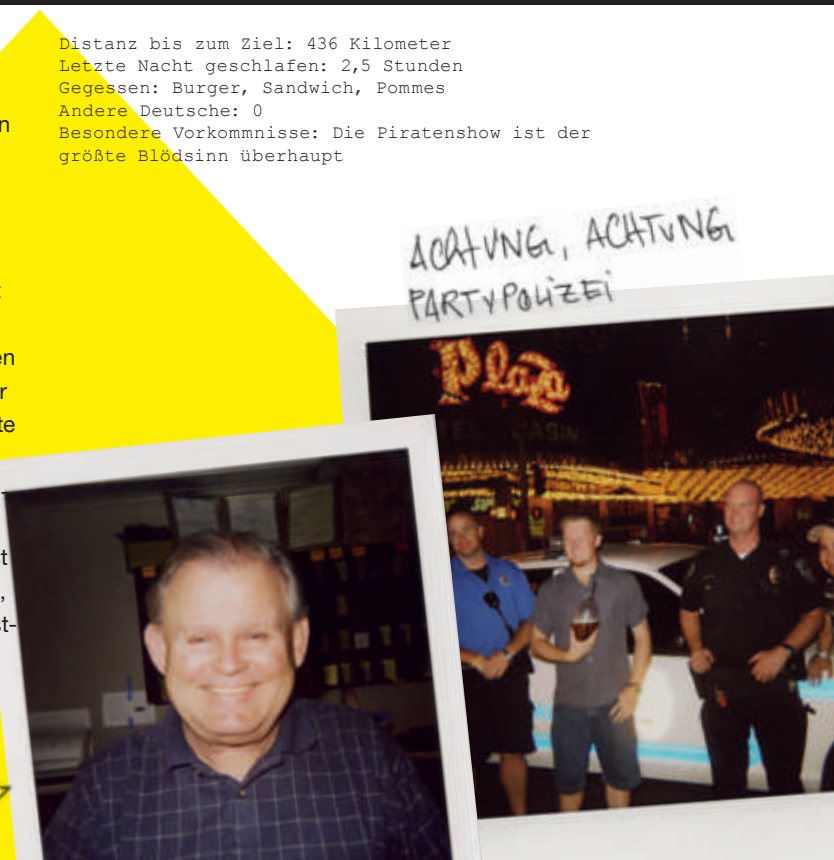 Distanz bis zum Ziel: 436 Kilometer
Letzte Nacht geschlafen: 2,5 Stunden
Gegessen: Burger, Sandwich, Pommes
Andere Deutsche: 0
Besondere Vorkommnisse: Die Piratenshow ist der
größte Blödsinn überhaupt
ACHTUNG, ACHTUNG
PARTYPOLIZEI
Plaza